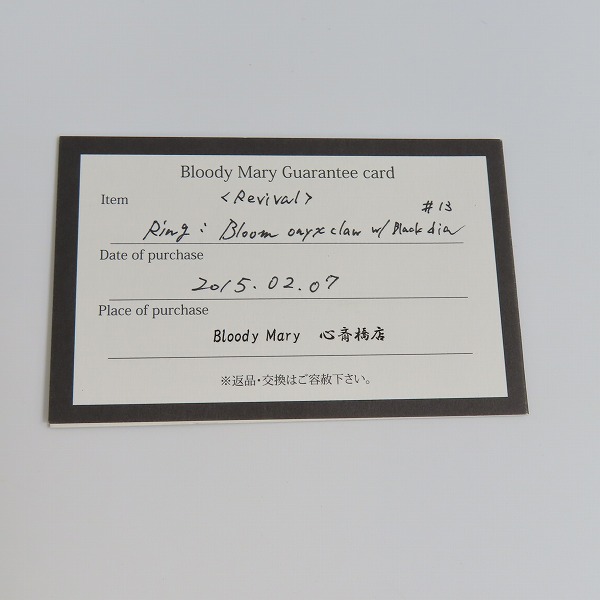 Bloody Mary Guarantee card
Item <Revival>
#13
Ring : Bloom onyx claw w/ Black dia
Date of purchase
2015.02.07
Place of purchase
Bloody Mary 心斎橋店
※返品・交換はご容赦下さい。